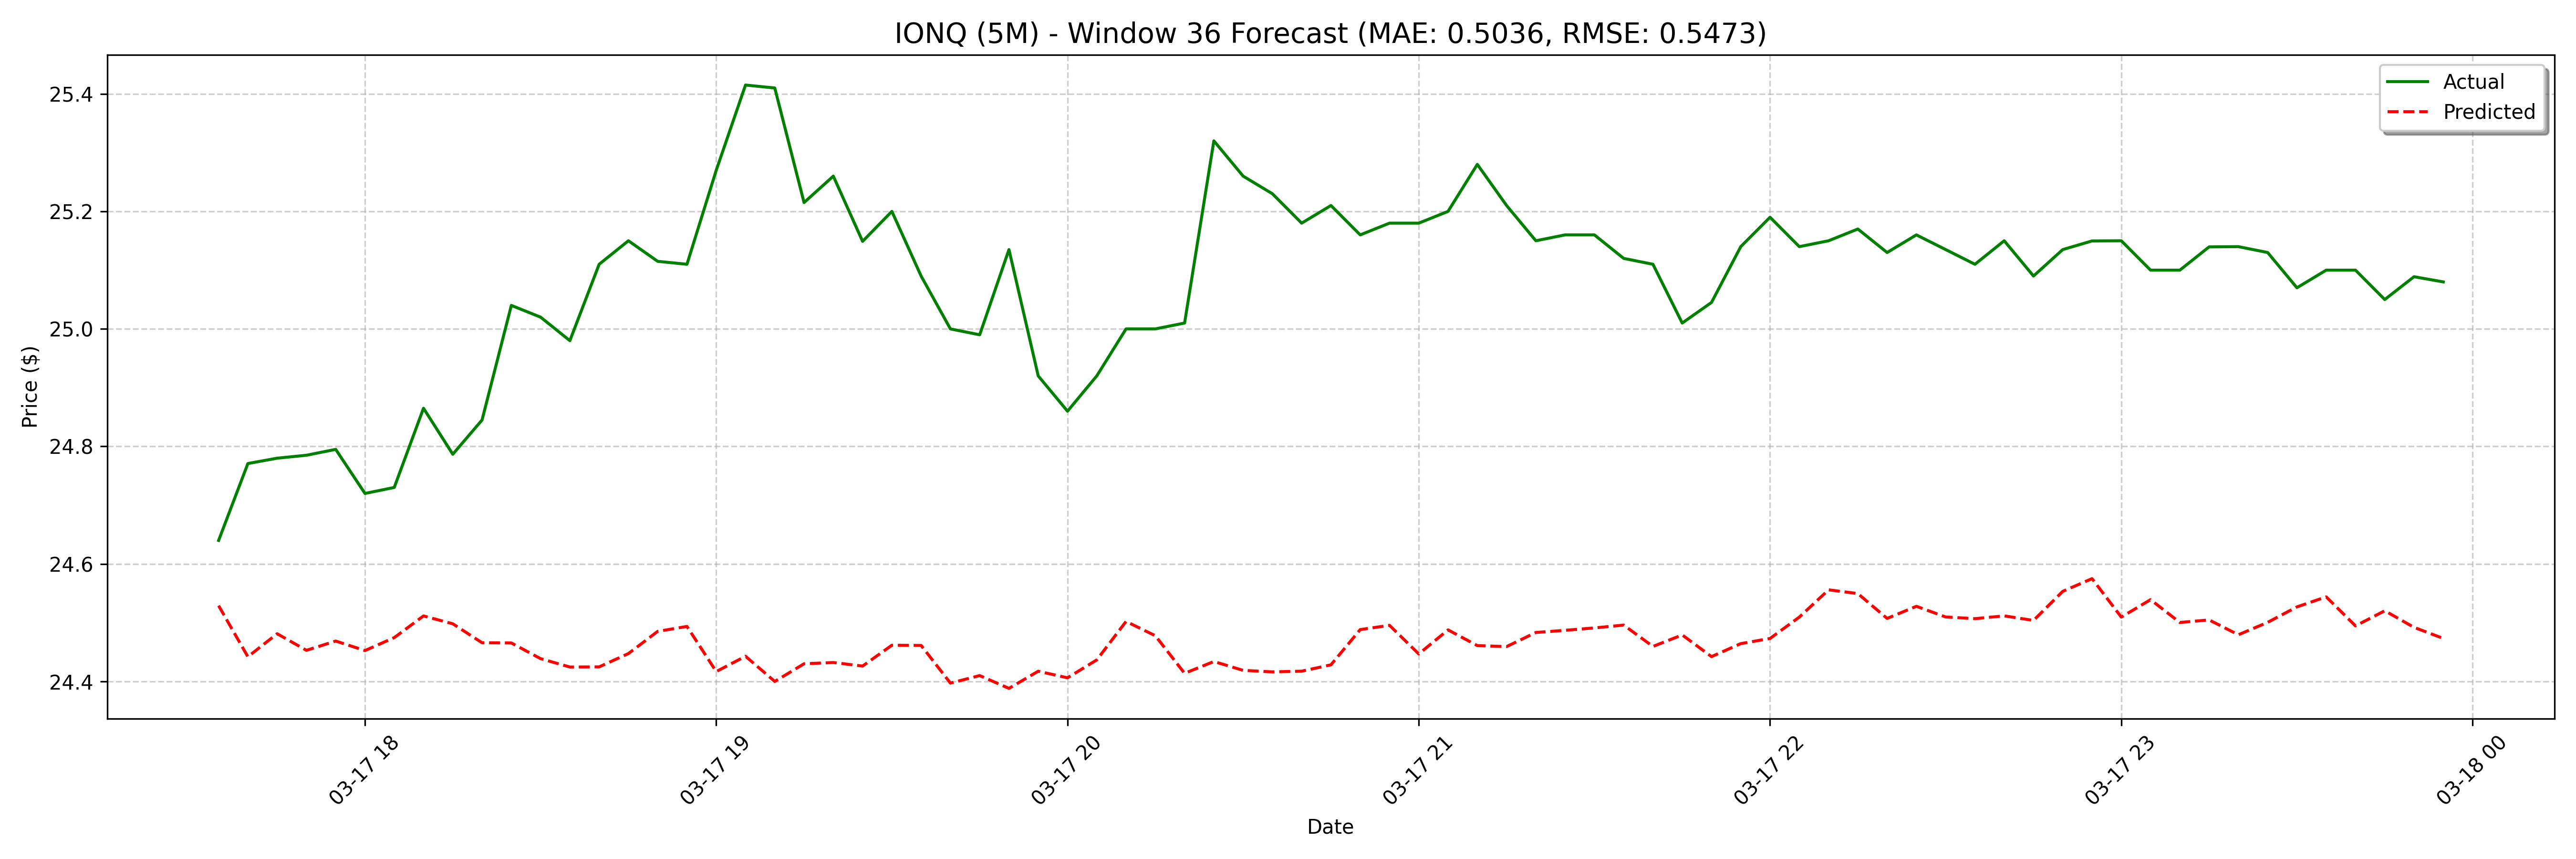 IONQ (5M) - Window 36 Forecast (MAE: 0.5036, RMSE: 0.5473)
Actual
Predicted
Price ($)
25.4
25.2
25.0
24.8
24.6
24.4
03-17 18
03-17 19
03-17 20
03-17 21
03-17 22
03-17 23
03-18 00
Date